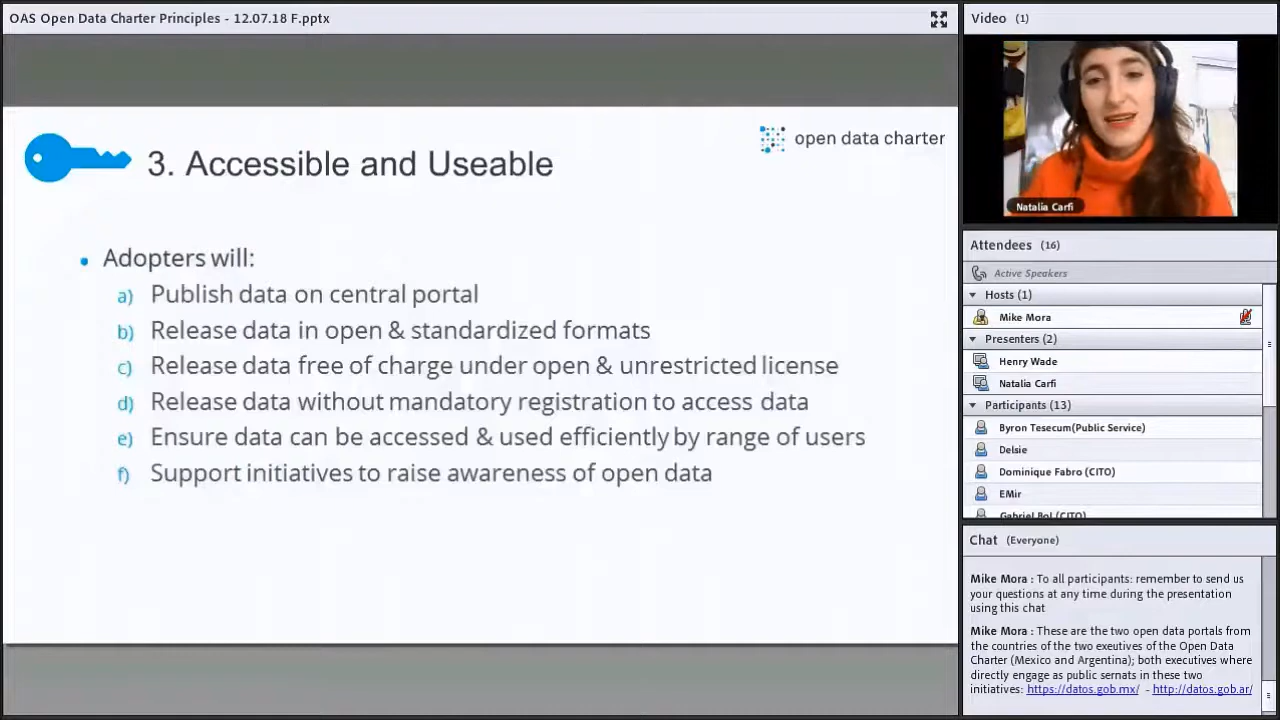 OAS Open Data Charter Principles - 12.07.18 F.pptx
open data charter
3. Accessible and Useable
Adopters will:
a) Publish data on central portal
b) Release data in open & standardized formats
c) Release data free of charge under open & unrestricted license
d) Release data without mandatory registration to access data
e) Ensure data can be accessed & used efficiently by range of users
f) Support initiatives to raise awareness of open data
Video (1)
Natalia Carfi
Attendees (16)
Active Speakers
Hosts (1)
Mike Mora
Presenters (2)
Henry Wade
Natalia Carfi
Participants (13)
Byron Tesecum(Public Service)
Delsie
Dominique Fabro (CITO)
EMir
Gabriel Bol (CITO)
Chat (Everyone)
Mike Mora : To all participants: remember to send us
your questions at any time during the presentation
using this chat
Mike Mora : These are the two open data portals from
the countries of the two exeutives of the Open Data
Charter (Mexico and Argentina); both executives where
directly engage as public sernats in these two
initiatives: https://datos.gob.mx/ - http://datos.gob.ar/